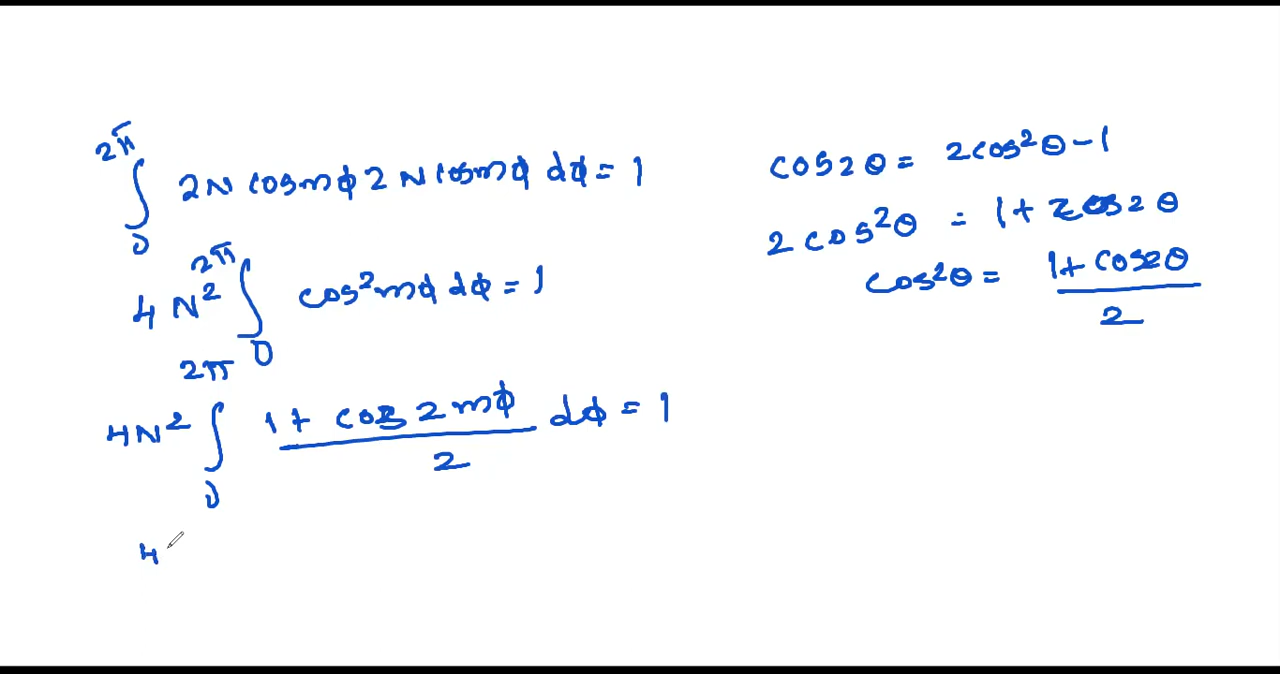 ∫₀^{2π} 2N cosmϕ 2N cosmϕ dϕ = 1
4N² ∫₀^{2π} cos²mϕ dϕ = 1
4N² ∫₀^{2π} (1 + cos 2mϕ)/2 dϕ = 1
4
cos2θ = 2cos²θ - 1
2cos²θ = 1 + cos2θ
cos²θ = (1 + cos2θ)/2